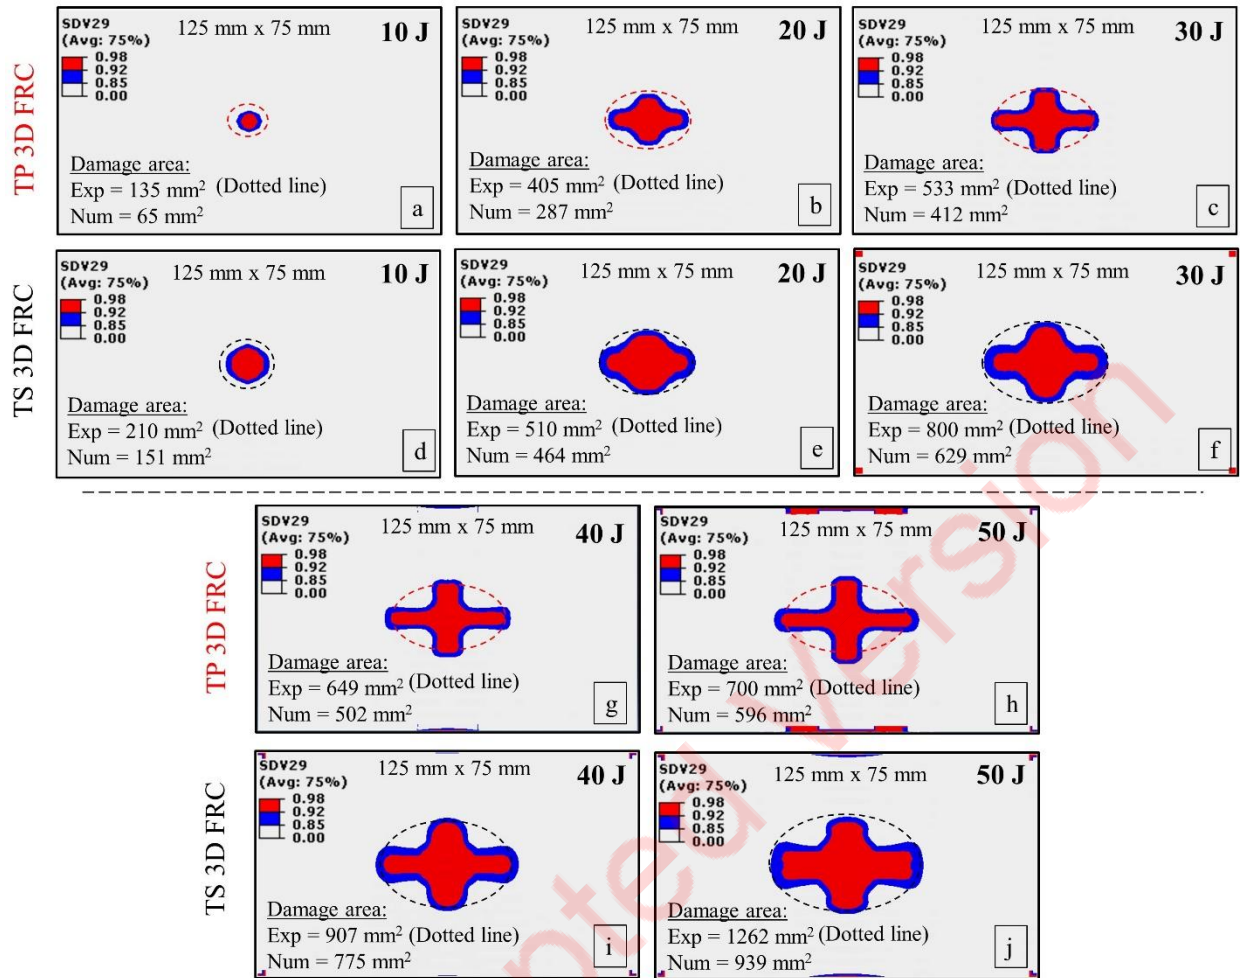 TP 3D FRC
SDV29
(Avg: 75%)
0.98
0.92
0.85
0.00
125 mm x 75 mm
10 J
Damage area:
Exp = 135 mm² (Dotted line)
Num = 65 mm²
a
SDV29
(Avg: 75%)
0.98
0.92
0.85
0.00
125 mm x 75 mm
20 J
Damage area:
Exp = 405 mm² (Dotted line)
Num = 287 mm²
b
SDV29
(Avg: 75%)
0.98
0.92
0.85
0.00
125 mm x 75 mm
30 J
Damage area:
Exp = 533 mm² (Dotted line)
Num = 412 mm²
c
TS 3D FRC
SDV29
(Avg: 75%)
0.98
0.92
0.85
0.00
125 mm x 75 mm
10 J
Damage area:
Exp = 210 mm² (Dotted line)
Num = 151 mm²
d
SDV29
(Avg: 75%)
0.98
0.92
0.85
0.00
125 mm x 75 mm
20 J
Damage area:
Exp = 510 mm² (Dotted line)
Num = 464 mm²
e
SDV29
(Avg: 75%)
0.98
0.92
0.85
0.00
125 mm x 75 mm
30 J
Damage area:
Exp = 800 mm² (Dotted line)
Num = 629 mm²
f
TP 3D FRC
SDV29
(Avg: 75%)
0.98
0.92
0.85
0.00
125 mm x 75 mm
40 J
Damage area:
Exp = 649 mm² (Dotted line)
Num = 502 mm²
g
SDV29
(Avg: 75%)
0.98
0.92
0.85
0.00
125 mm x 75 mm
50 J
Damage area:
Exp = 700 mm² (Dotted line)
Num = 596 mm²
h
TS 3D FRC
SDV29
(Avg: 75%)
0.98
0.92
0.85
0.00
125 mm x 75 mm
40 J
Damage area:
Exp = 907 mm² (Dotted line)
Num = 775 mm²
i
SDV29
(Avg: 75%)
0.98
0.92
0.85
0.00
125 mm x 75 mm
50 J
Damage area:
Exp = 1262 mm² (Dotted line)
Num = 939 mm²
j
pted Version